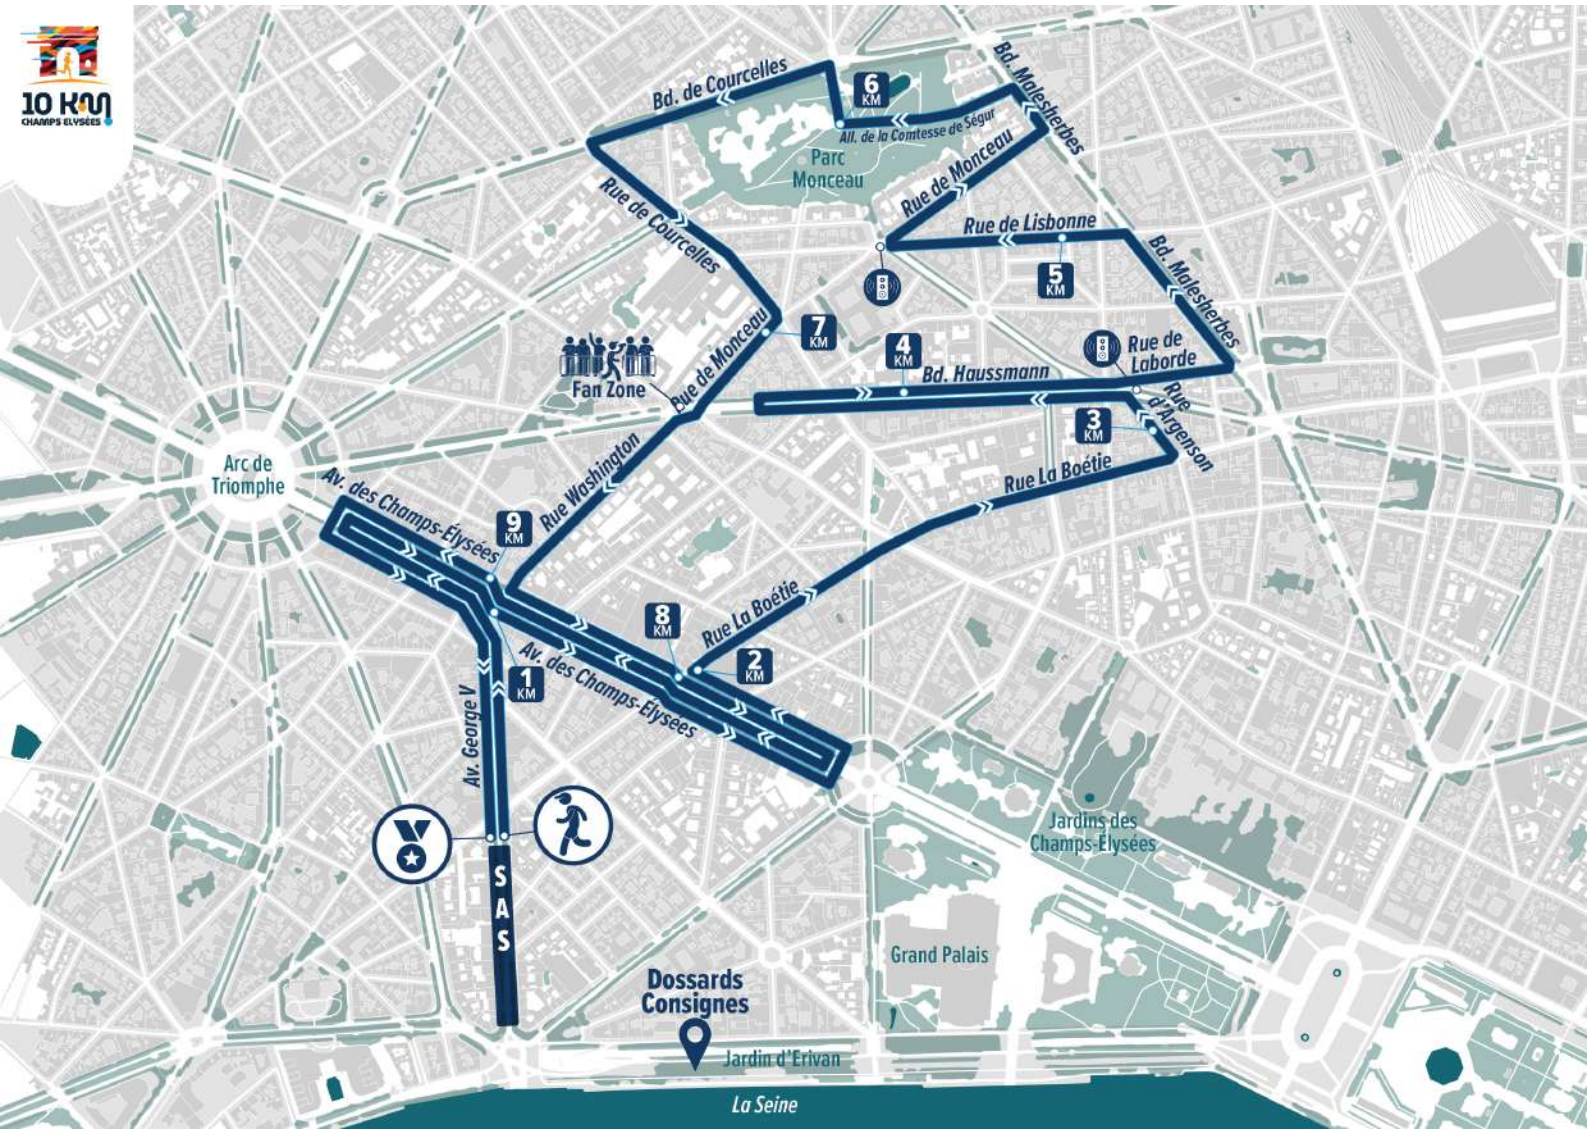 10 KM
CHAMPS ELYSÉES
Bd. de Courcelles
6
KM
Bd. Malesherbes
All. de la Comtesse de Ségur
Parc
Monceau
Rue de Monceau
Rue de Courcelles
Rue de Lisbonne
5
KM
Bd. Malesherbes
7
KM
4
KM
Rue de
Laborde
Fan Zone
Rue de Monceau
Bd. Haussmann
Rue
d'Argenson
3
KM
Arc de
Triomphe
Rue Washington
Rue La Boétie
Av. des Champs-Élysées
9
KM
8
KM
Rue La Boétie
2
KM
1
KM
Av. des Champs-Élysées
Av. George V
Jardins des
Champs-Elysées
S
A
S
Grand Palais
Dossards
Consignes
Jardin d'Erivan
La Seine